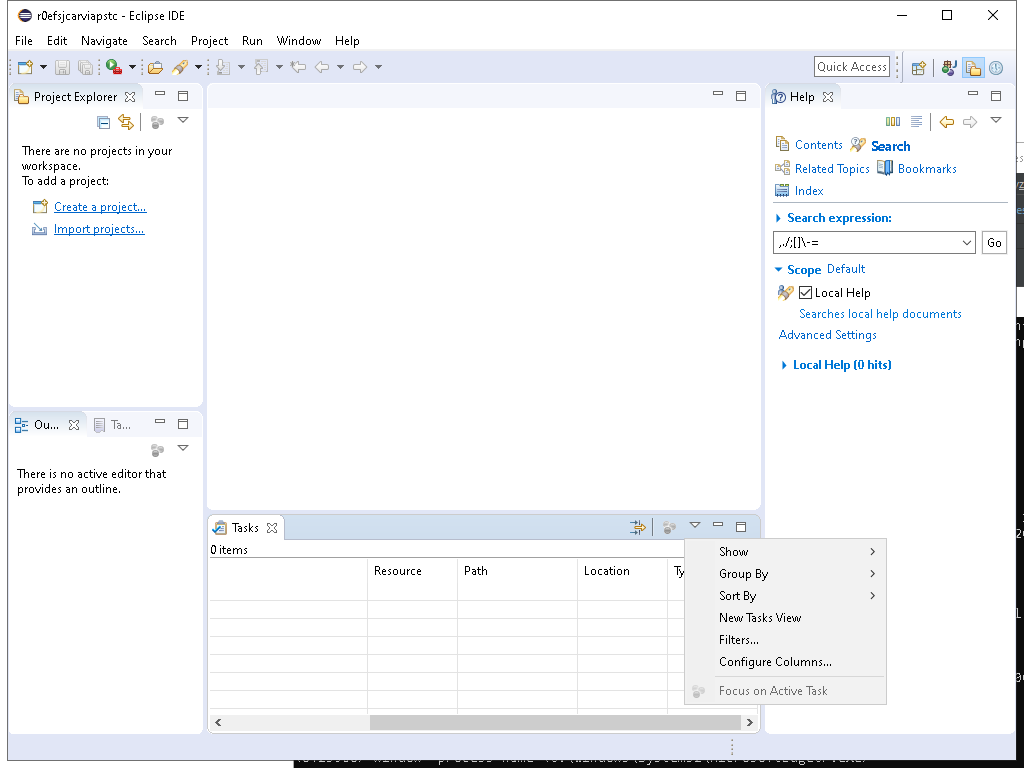 r0efsjcarviapstc - Eclipse IDE
File Edit Navigate Search Project Run Window Help
Quick Access
Project Explorer
There are no projects in your
workspace.
To add a project:
Create a project...
Import projects...
Ou... Ta...
There is no active editor that
provides an outline.
Tasks
0 items
Resource Path Location Ty
Show
Group By
Sort By
New Tasks View
Filters...
Configure Columns...
Focus on Active Task
Help
Contents Search
Related Topics Bookmarks
Index
Search expression:
,./;[]\-= Go
Scope Default
Local Help
Searches local help documents
Advanced Settings
Local Help (0 hits)